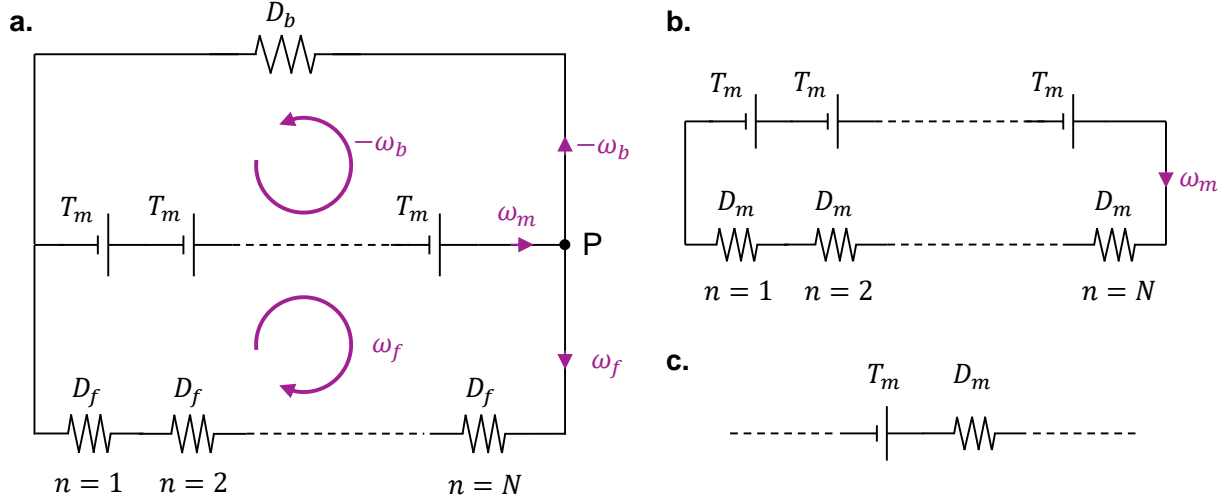 a.
D_b
−ω_b
−ω_b
T_m T_m T_m ω_m P
ω_f
ω_f
D_f D_f D_f
n = 1 n = 2 n = N
b.
T_m T_m T_m
ω_m
D_m D_m D_m
n = 1 n = 2 n = N
c.
T_m D_m